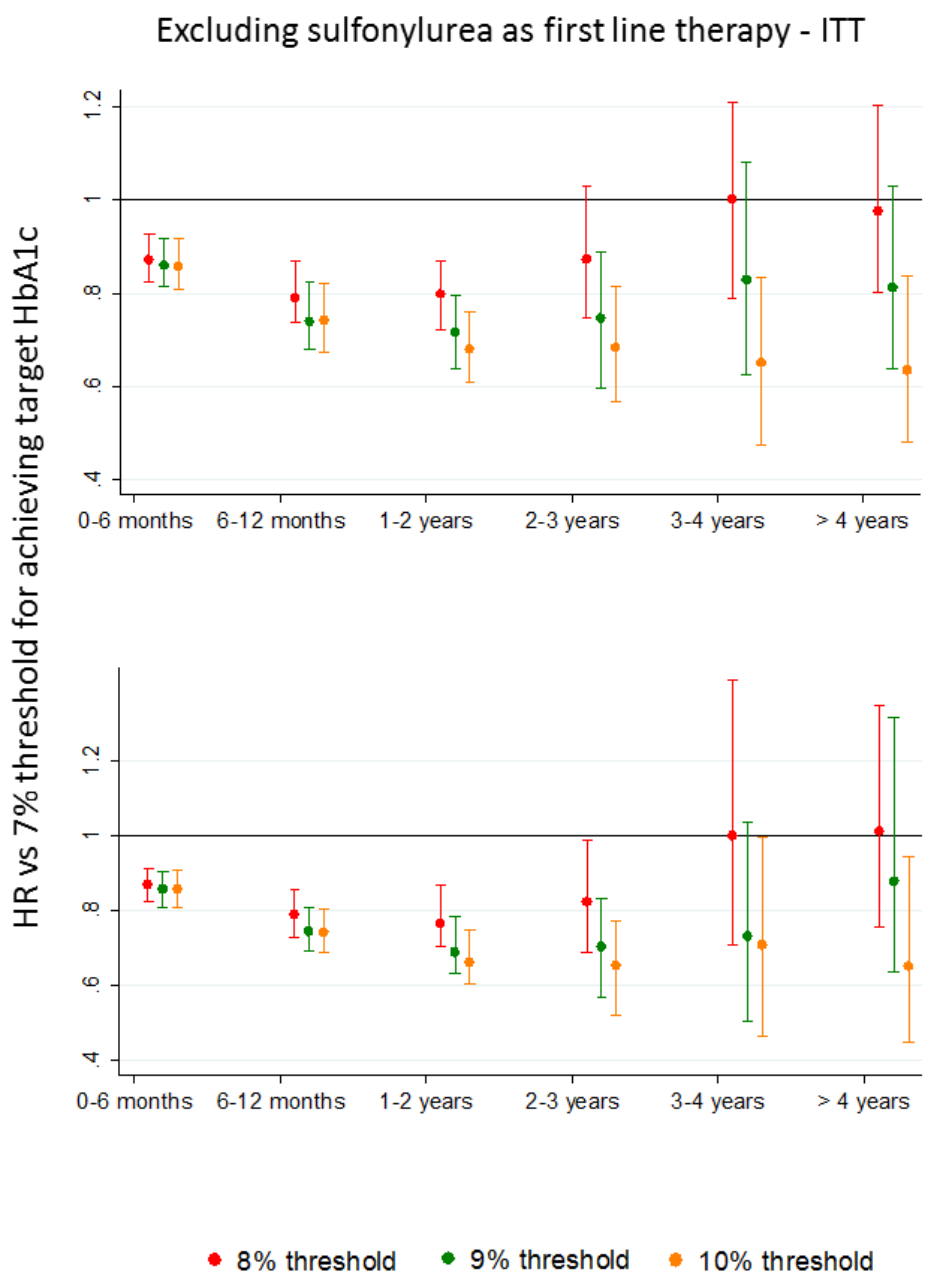 Excluding sulfonylurea as first line therapy - ITT
HR vs 7% threshold for achieving target HbA1c
1.2
1
.8
.6
.4
0-6 months 6-12 months 1-2 years 2-3 years 3-4 years > 4 years
1.2
1
.8
.6
.4
0-6 months 6-12 months 1-2 years 2-3 years 3-4 years > 4 years
8% threshold 9% threshold 10% threshold